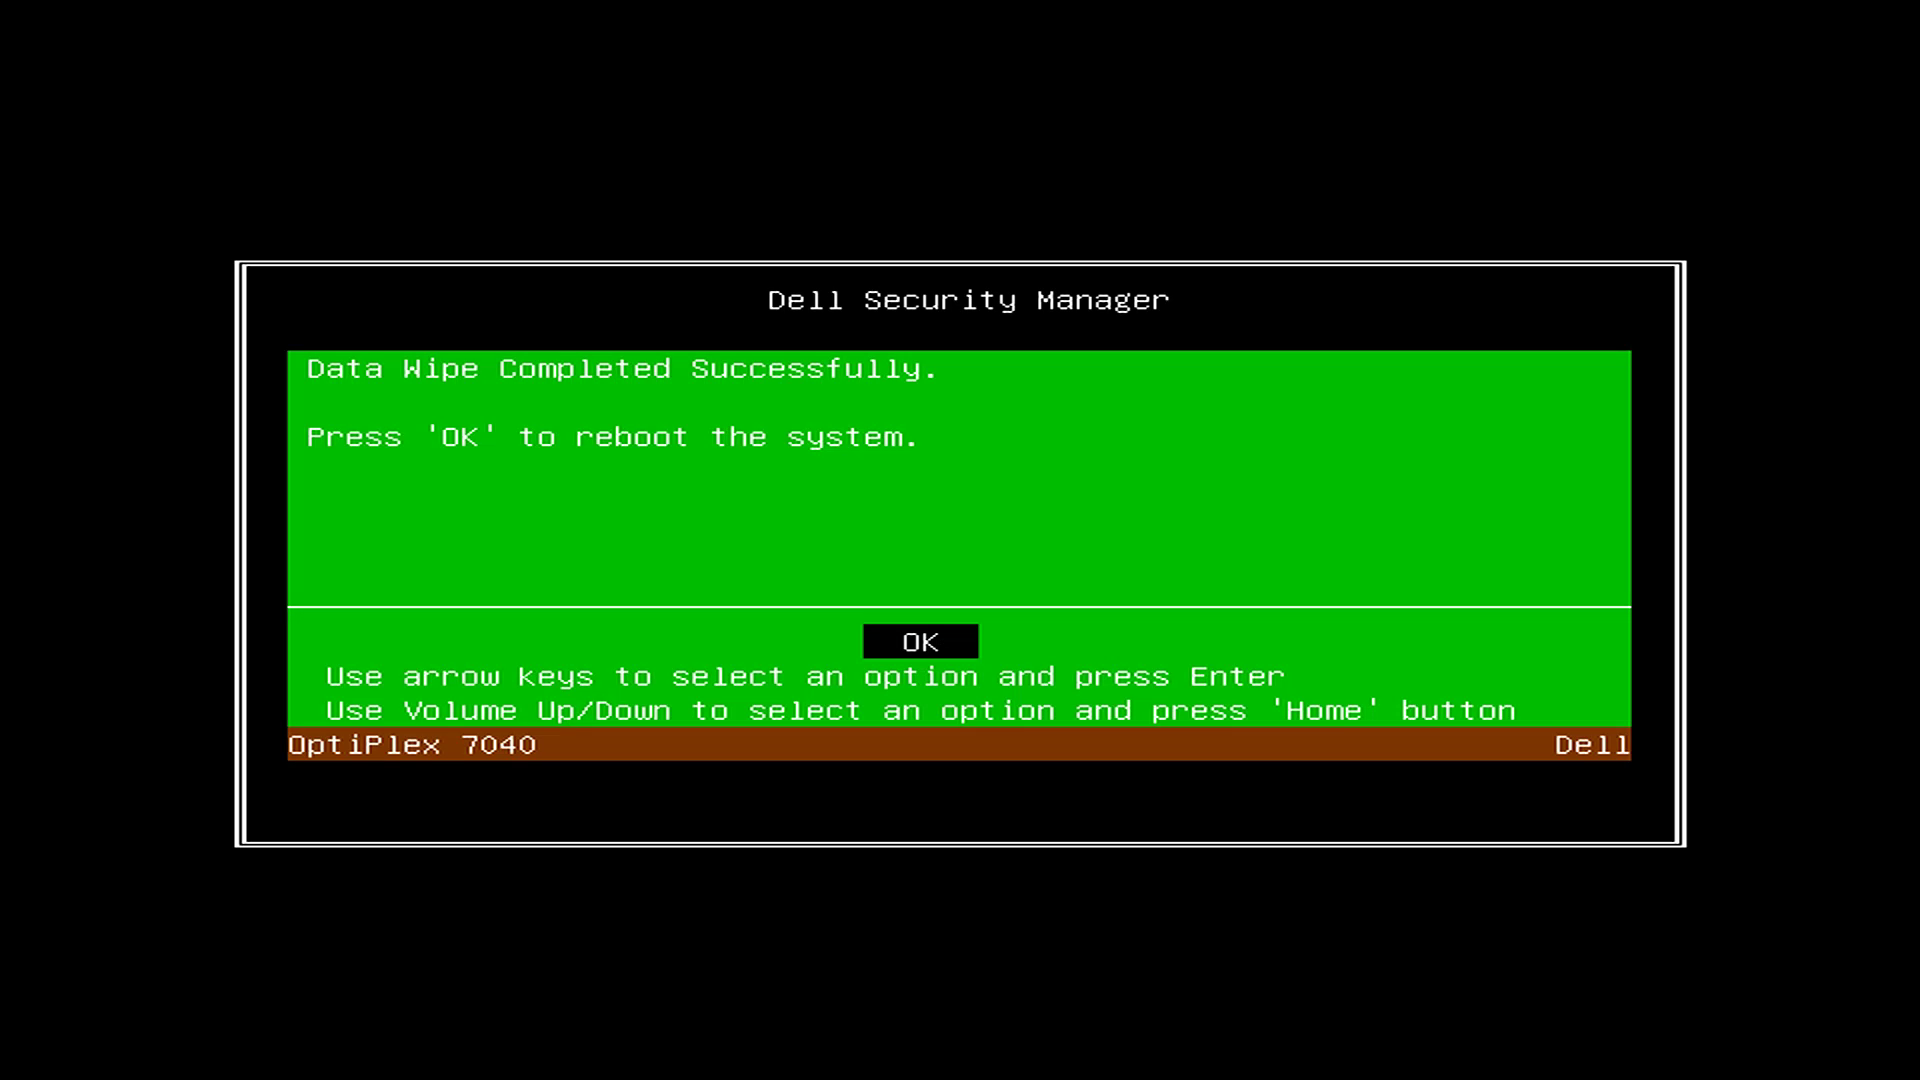 Dell Security Manager
Data Wipe Completed Successfully.
Press 'OK' to reboot the system.
OK
Use arrow keys to select an option and press Enter
Use Volume Up/Down to select an option and press 'Home' button
OptiPlex 7040 Dell